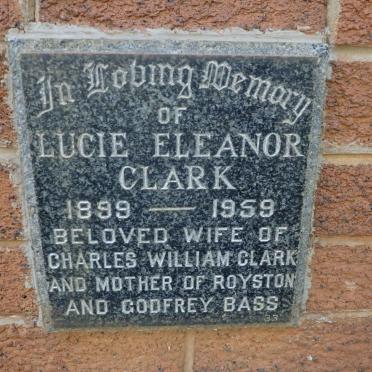 In Loving Memory
OF
LUCIE ELEANOR
CLARK
1899 — 1959
BELOVED WIFE OF
CHARLES WILLIAM CLARK
AND MOTHER OF ROYSTON
AND GODFREY BASS
33